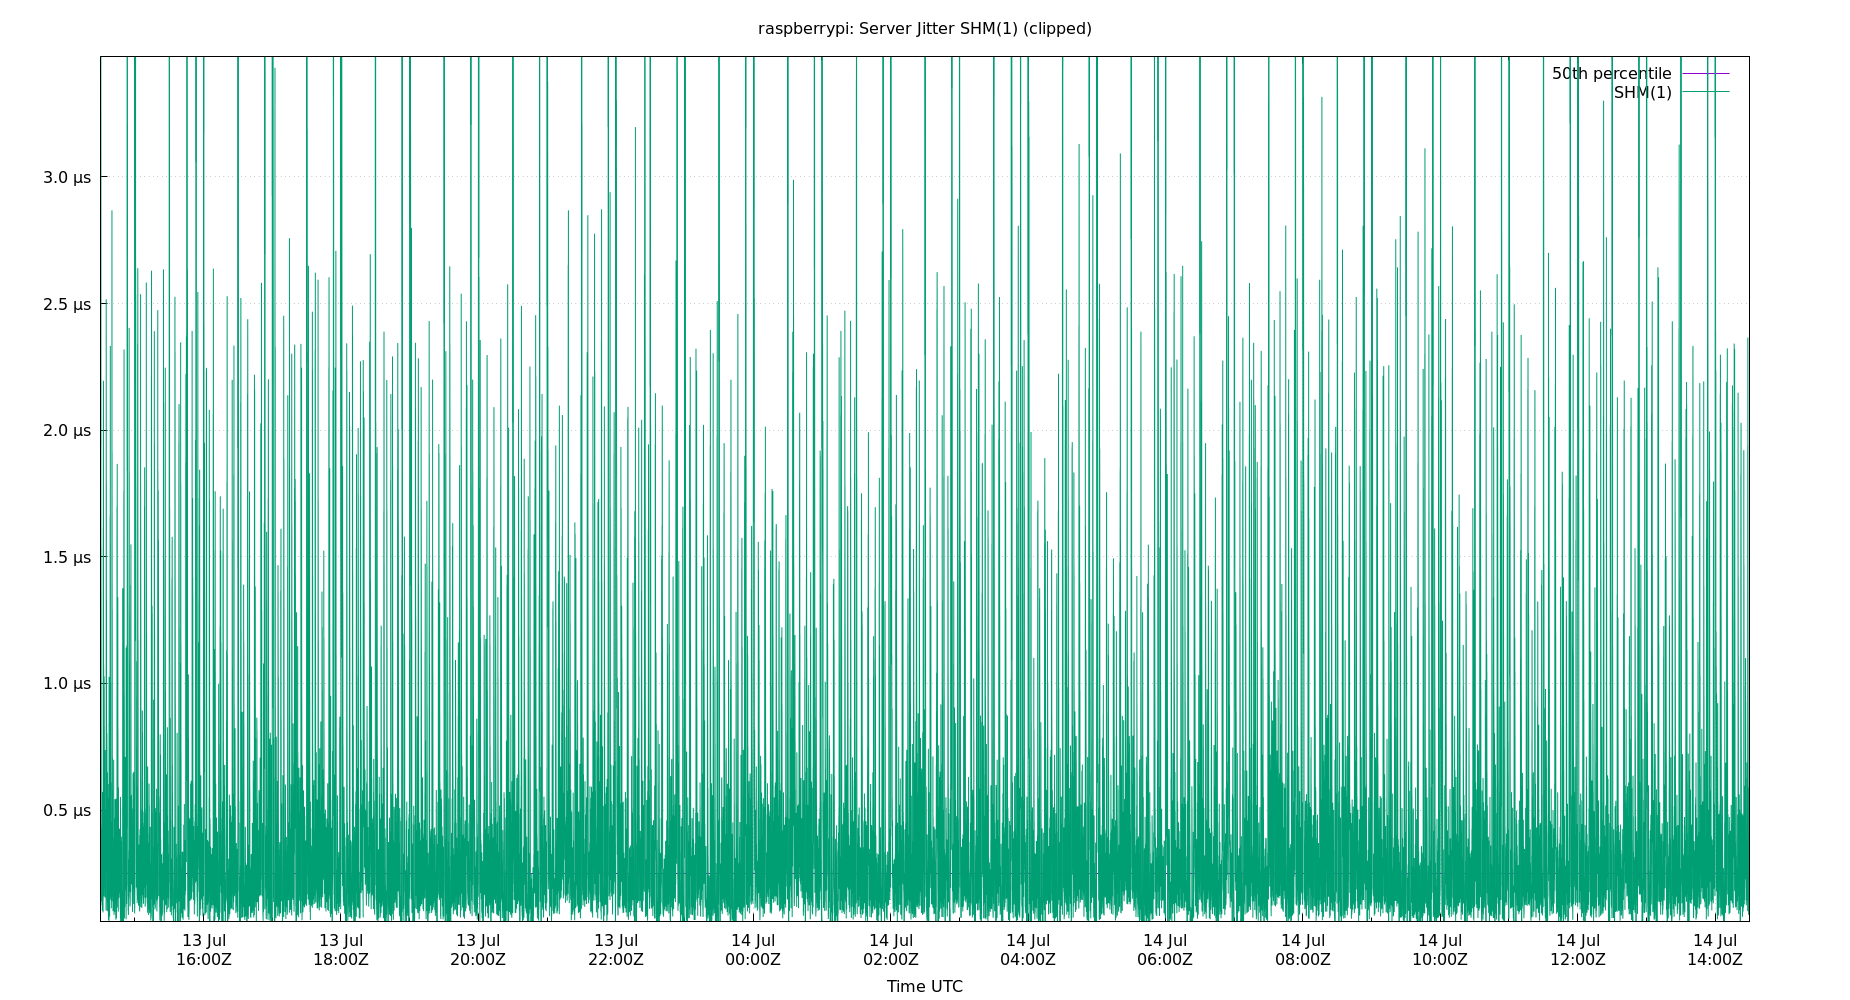 raspberrypi: Server Jitter SHM(1) (clipped)
50th percentile
SHM(1)
3.0 µs
2.5 µs
2.0 µs
1.5 µs
1.0 µs
0.5 µs
13 Jul 13 Jul 13 Jul 13 Jul 14 Jul 14 Jul 14 Jul 14 Jul 14 Jul 14 Jul 14 Jul 14 Jul
16:00Z 18:00Z 20:00Z 22:00Z 00:00Z 02:00Z 04:00Z 06:00Z 08:00Z 10:00Z 12:00Z 14:00Z
Time UTC